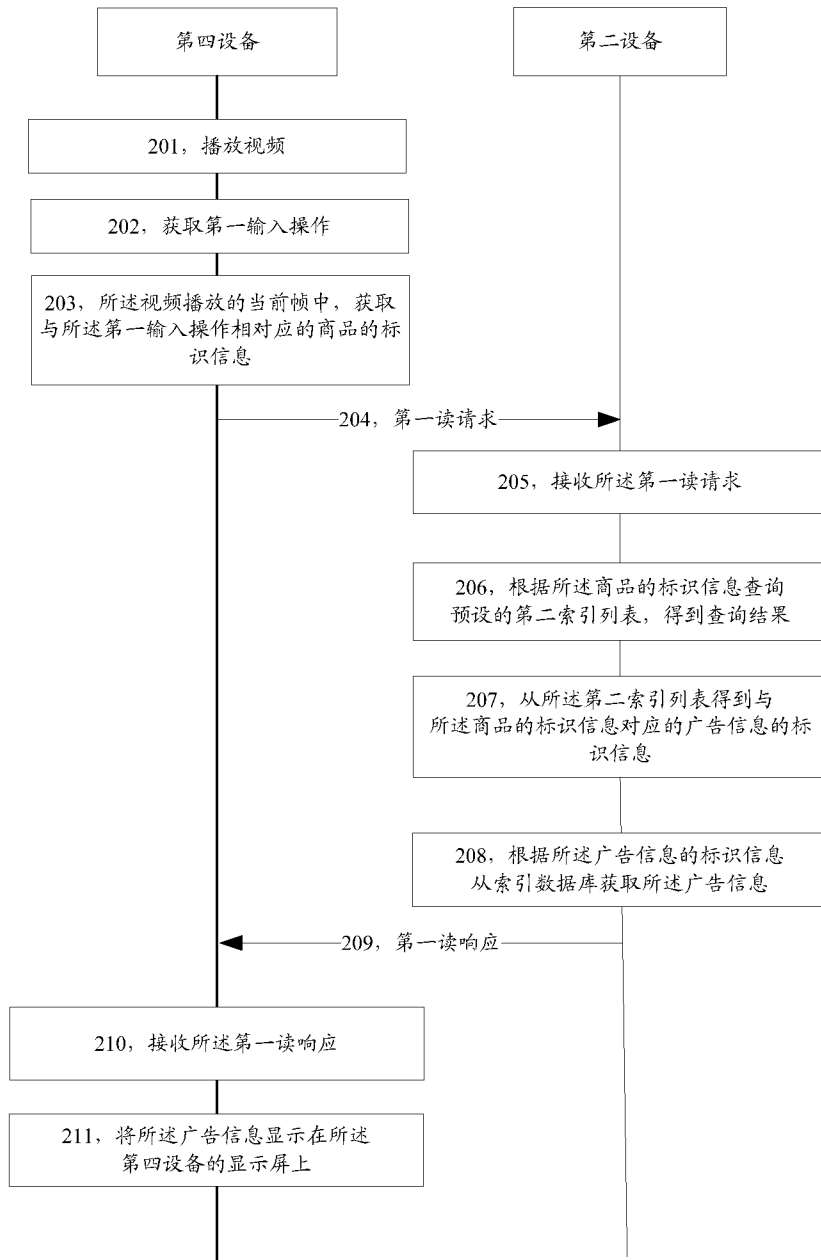 第四设备
第二设备
201，播放视频
202，获取第一输入操作
203，所述视频播放的当前帧中，获取
与所述第一输入操作相对应的商品的标
识信息
204，第一读请求
205，接收所述第一读请求
206，根据所述商品的标识信息查询
预设的第二索引列表，得到查询结果
207，从所述第二索引列表得到与
所述商品的标识信息对应的广告信息的标
识信息
208，根据所述广告信息的标识信息
从索引数据库获取所述广告信息
209，第一读响应
210，接收所述第一读响应
211，将所述广告信息显示在所述
第四设备的显示屏上